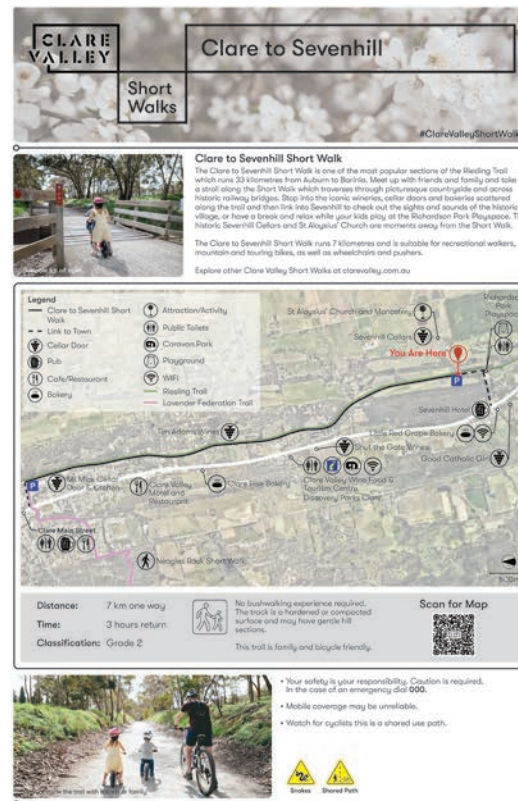 CLARE
VALLEY
Clare to Sevenhill
Short
Walks
#ClareValleyShortWalk
Clare to Sevenhill Short Walk
The Clare to Sevenhill Short Walk is one of the most popular sections of the Riesling Trail
which runs 33 kilometres from Auburn to Barinia. Meet up with friends and family and take
a stroll along the Short Walk which traverses through picturesque countryside and across
historic railway bridges. Stop into the iconic wineries, cellar doors and bakeries scattered
along the trail and then link into Sevenhill to check out the sights and sounds of the historic
village, or have a break and relax while your kids play at the Richardson Park Playspace. Th
historic Sevenhill Cellars and St Aloysius' Church are moments away from the Short Walk.
The Clare to Sevenhill Short Walk runs 7 kilometres and is suitable for recreational walkers,
mountain and touring bikes, as well as wheelchairs and pushers.
Explore other Clare Valley Short Walks at clarevalley.com.au
Legend
Clare to Sevenhill Short
Walk
Link to Town
Cellar Door
Pub
Cafe/Restaurant
Bakery
Attraction/Activity
Public Toilets
Caravan Park
Playground
WIFI
Riesling Trail
Lavender Federation Trail
St Aloysius' Church and Monastery
Sevenhill Cellars
Richardson
Park
Playspace
You Are Here
P
Sevenhill Hotel
Little Red Grape Bakery
Good Catholic Girl
Tim Adams Wines
Shut the Gate Wines
Mr Mick Cellar
Door & Kitchen
P
Clare Valley
Motel and
Restaurant
Clare Rise Bakery
Clare Valley Wine Food &
Tourism Centre,
Discovery Parks Clare
Clare Main Street
Neagles Rock Short Walk
Distance: 7 km one way
Time: 3 hours return
Classification: Grade 2
No bushwalking experience required.
The track is a hardened or compacted
surface and may have gentle hill
sections.
This trail is family and bicycle friendly.
Scan for Map
• Your safety is your responsibility. Caution is required.
In the case of an emergency dial 000.
• Mobile coverage may be unreliable.
• Watch for cyclists this is a shared use path.
Snakes
Shared Path